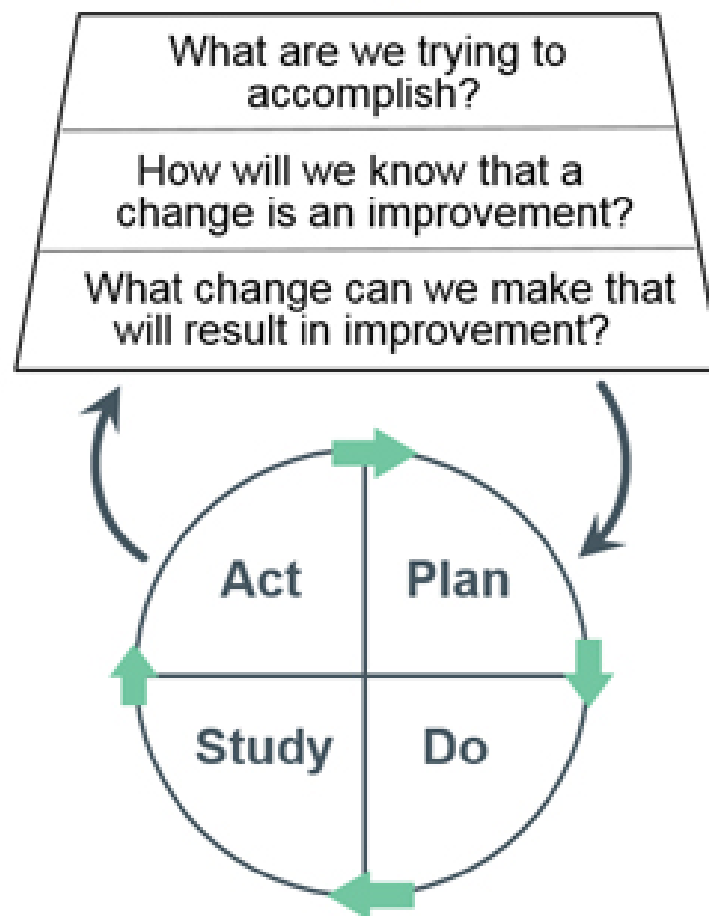 What are we trying to
accomplish?
How will we know that a
change is an improvement?
What change can we make that
will result in improvement?
Act
Plan
Study
Do